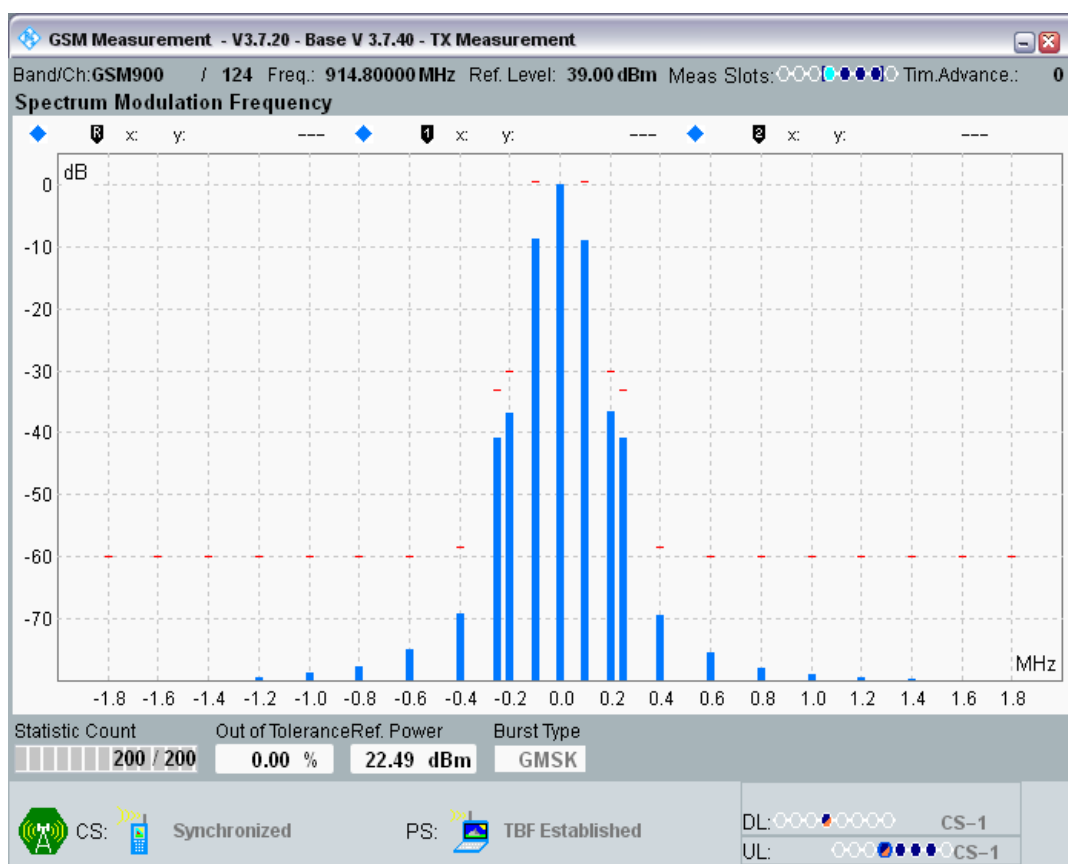 GSM Measurement - V3.7.20 - Base V 3.7.40 - TX Measurement
Band/Ch:GSM900 / 124 Freq.: 914.80000 MHz Ref. Level: 39.00 dBm Meas Slots: Tim.Advance.: 0
Spectrum Modulation Frequency
R x: y: --- 1 x: y: --- 2 x: y: ---
dB
0
-10
-20
-30
-40
-50
-60
-70
MHz
-1.8 -1.6 -1.4 -1.2 -1.0 -0.8 -0.6 -0.4 -0.2 0.0 0.2 0.4 0.6 0.8 1.0 1.2 1.4 1.6 1.8
Statistic Count Out of Tolerance Ref. Power Burst Type
200 / 200 0.00 % 22.49 dBm GMSK
CS: Synchronized PS: TBF Established
DL: CS-1
UL: CS-1